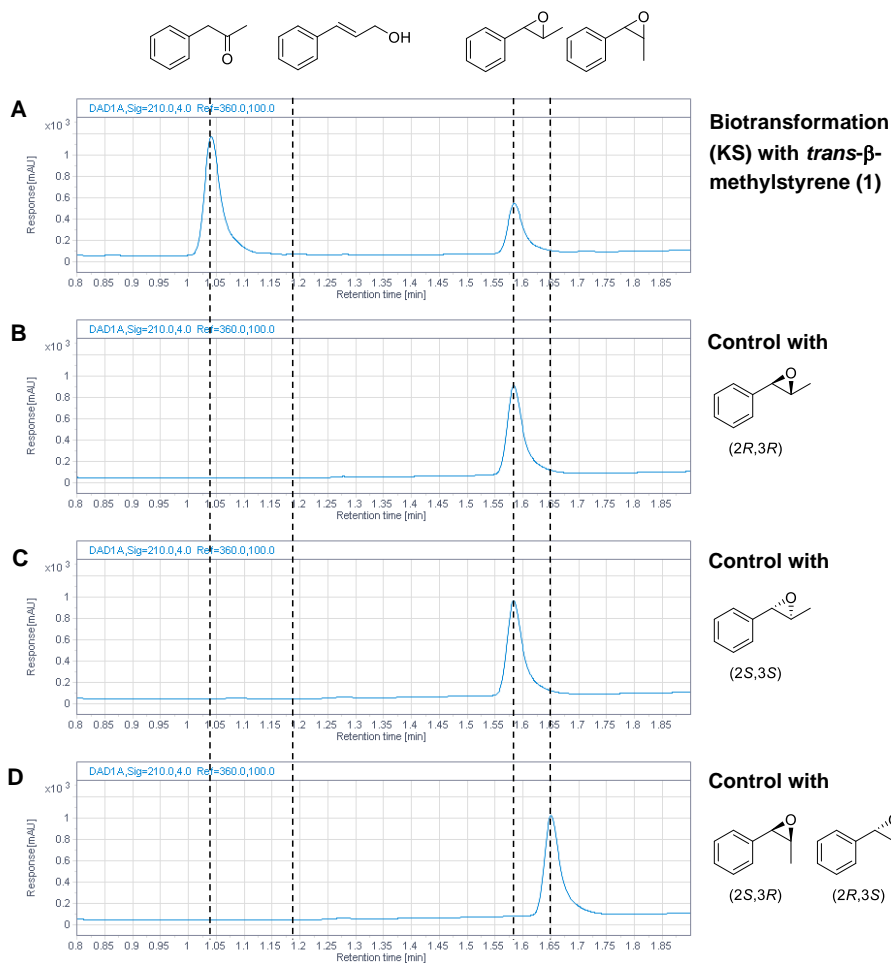 O
OH
O
O
A
DAD1A,Sig=210.0,4.0 Ref=360.0,100.0
x10 3
Response[mAU]
1
0.8
0.6
0.4
0.2
0
0.8 0.85 0.9 0.95 1 1.05 1.1 1.15 1.2 1.25 1.3 1.35 1.4 1.45 1.5 1.55 1.6 1.65 1.7 1.75 1.8 1.85
Retention time [min]
Biotransformation
(KS) with trans-β-
methylstyrene (1)
B
DAD1A,Sig=210.0,4.0 Ref=360.0,100.0
x10 3
Response[mAU]
1
0.8
0.6
0.4
0.2
0
0.8 0.85 0.9 0.95 1 1.05 1.1 1.15 1.2 1.25 1.3 1.35 1.4 1.45 1.5 1.55 1.6 1.65 1.7 1.75 1.8 1.85
Retention time [min]
Control with
O
(2R,3R)
C
DAD1A,Sig=210.0,4.0 Ref=360.0,100.0
x10 3
Response[mAU]
1
0.8
0.6
0.4
0.2
0
0.8 0.85 0.9 0.95 1 1.05 1.1 1.15 1.2 1.25 1.3 1.35 1.4 1.45 1.5 1.55 1.6 1.65 1.7 1.75 1.8 1.85
Retention time [min]
Control with
O
(2S,3S)
D
DAD1A,Sig=210.0,4.0 Ref=360.0,100.0
x10 3
Response[mAU]
1
0.8
0.6
0.4
0.2
0
0.8 0.85 0.9 0.95 1 1.05 1.1 1.15 1.2 1.25 1.3 1.35 1.4 1.45 1.5 1.55 1.6 1.65 1.7 1.75 1.8 1.85
Retention time [min]
Control with
O
(2S,3R) (2R,3S)